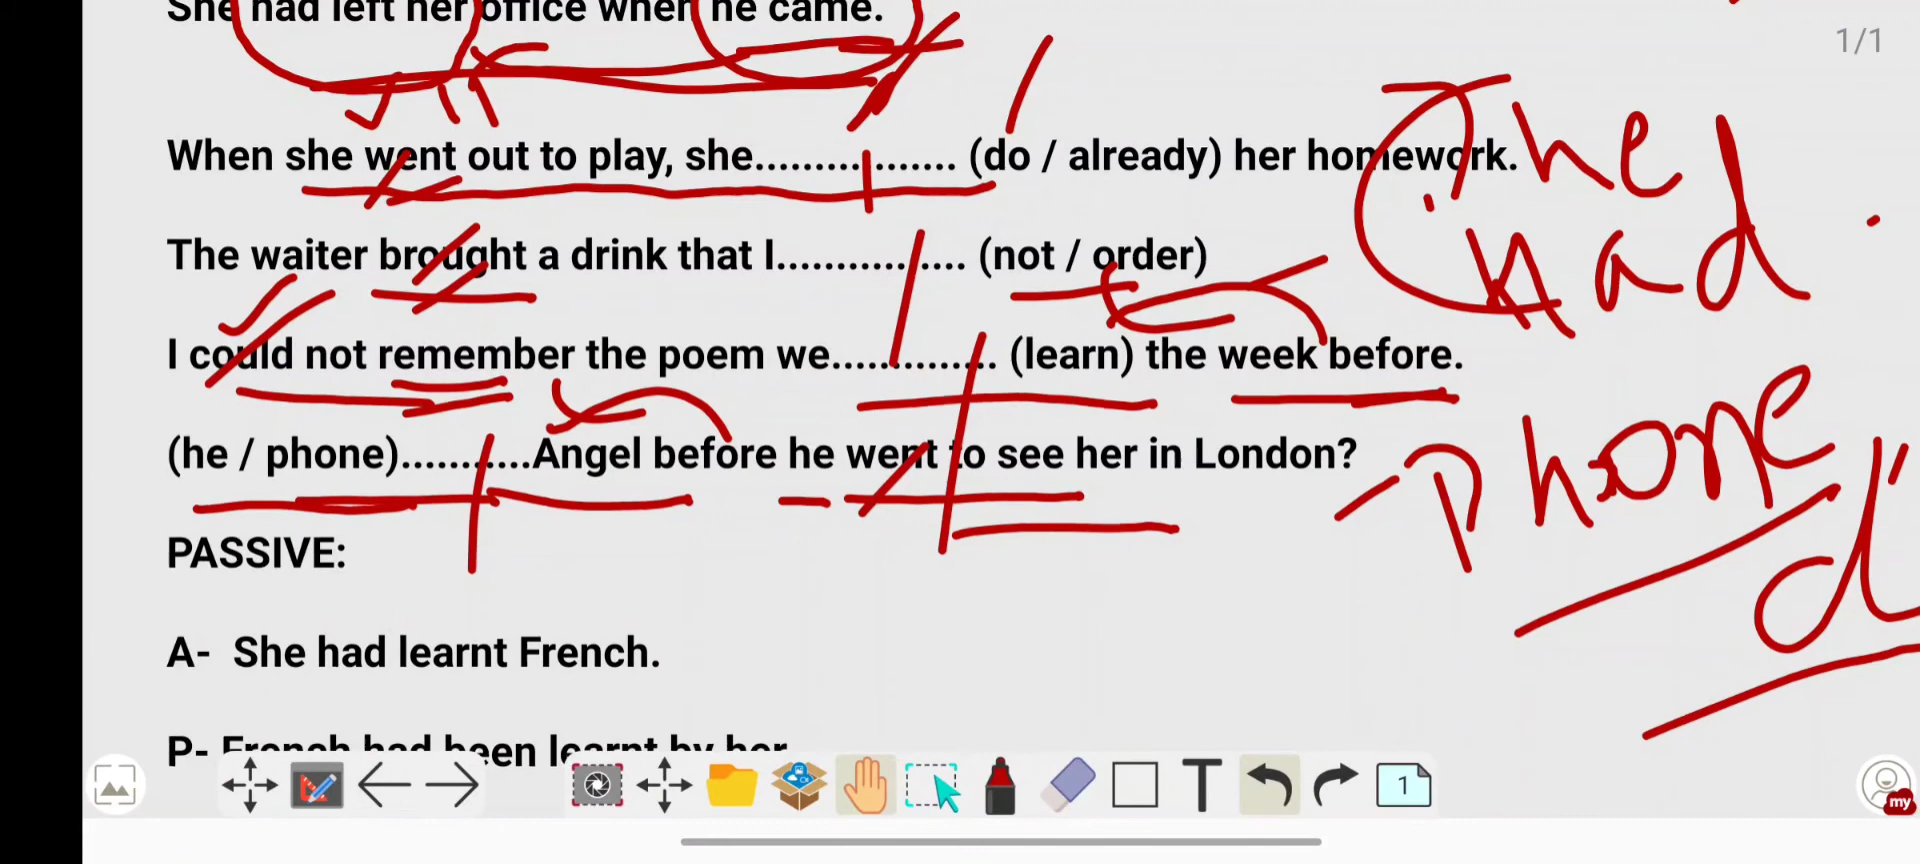 She had left her office when he came.
1/1
When she went out to play, she.................. (do / already) her homework.
The waiter brought a drink that I................ (not / order)
I could not remember the poem we.............. (learn) the week before.
(he / phone)...........Angel before he went to see her in London?
he
had
Phone
d
PASSIVE:
A- She had learnt French.
P- French had been learnt by her
1
my